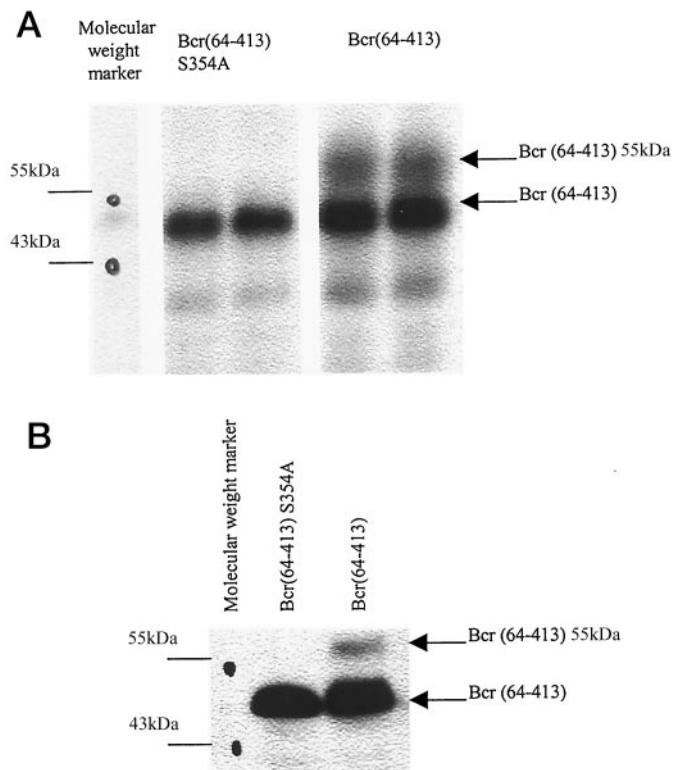 A
Molecular
weight
marker
Bcr(64-413)
S354A
Bcr(64-413)
55kDa
43kDa
Bcr (64-413) 55kDa
Bcr (64-413)
B
Molecular weight marker
Bcr(64-413) S354A
Bcr(64-413)
55kDa
43kDa
Bcr (64-413) 55kDa
Bcr (64-413)